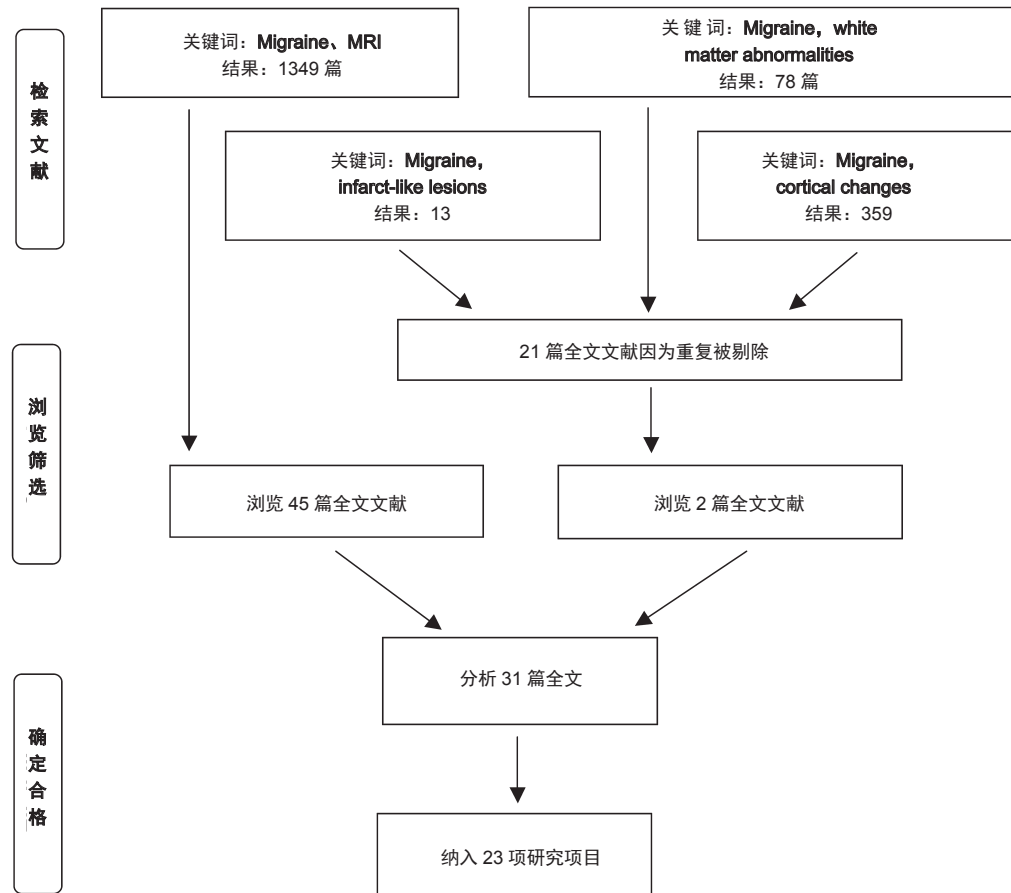 检索文献
关键词：Migraine、MRI
结果：1349 篇
关 键 词：Migraine，white
matter abnormalities
结果：78 篇
关键词：Migraine，
infarct-like lesions
结果：13
关键词：Migraine，
cortical changes
结果：359
浏览筛选
21 篇全文文献因为重复被剔除
浏览 45 篇全文文献
浏览 2 篇全文文献
确定合格
分析 31 篇全文
纳入 23 项研究项目